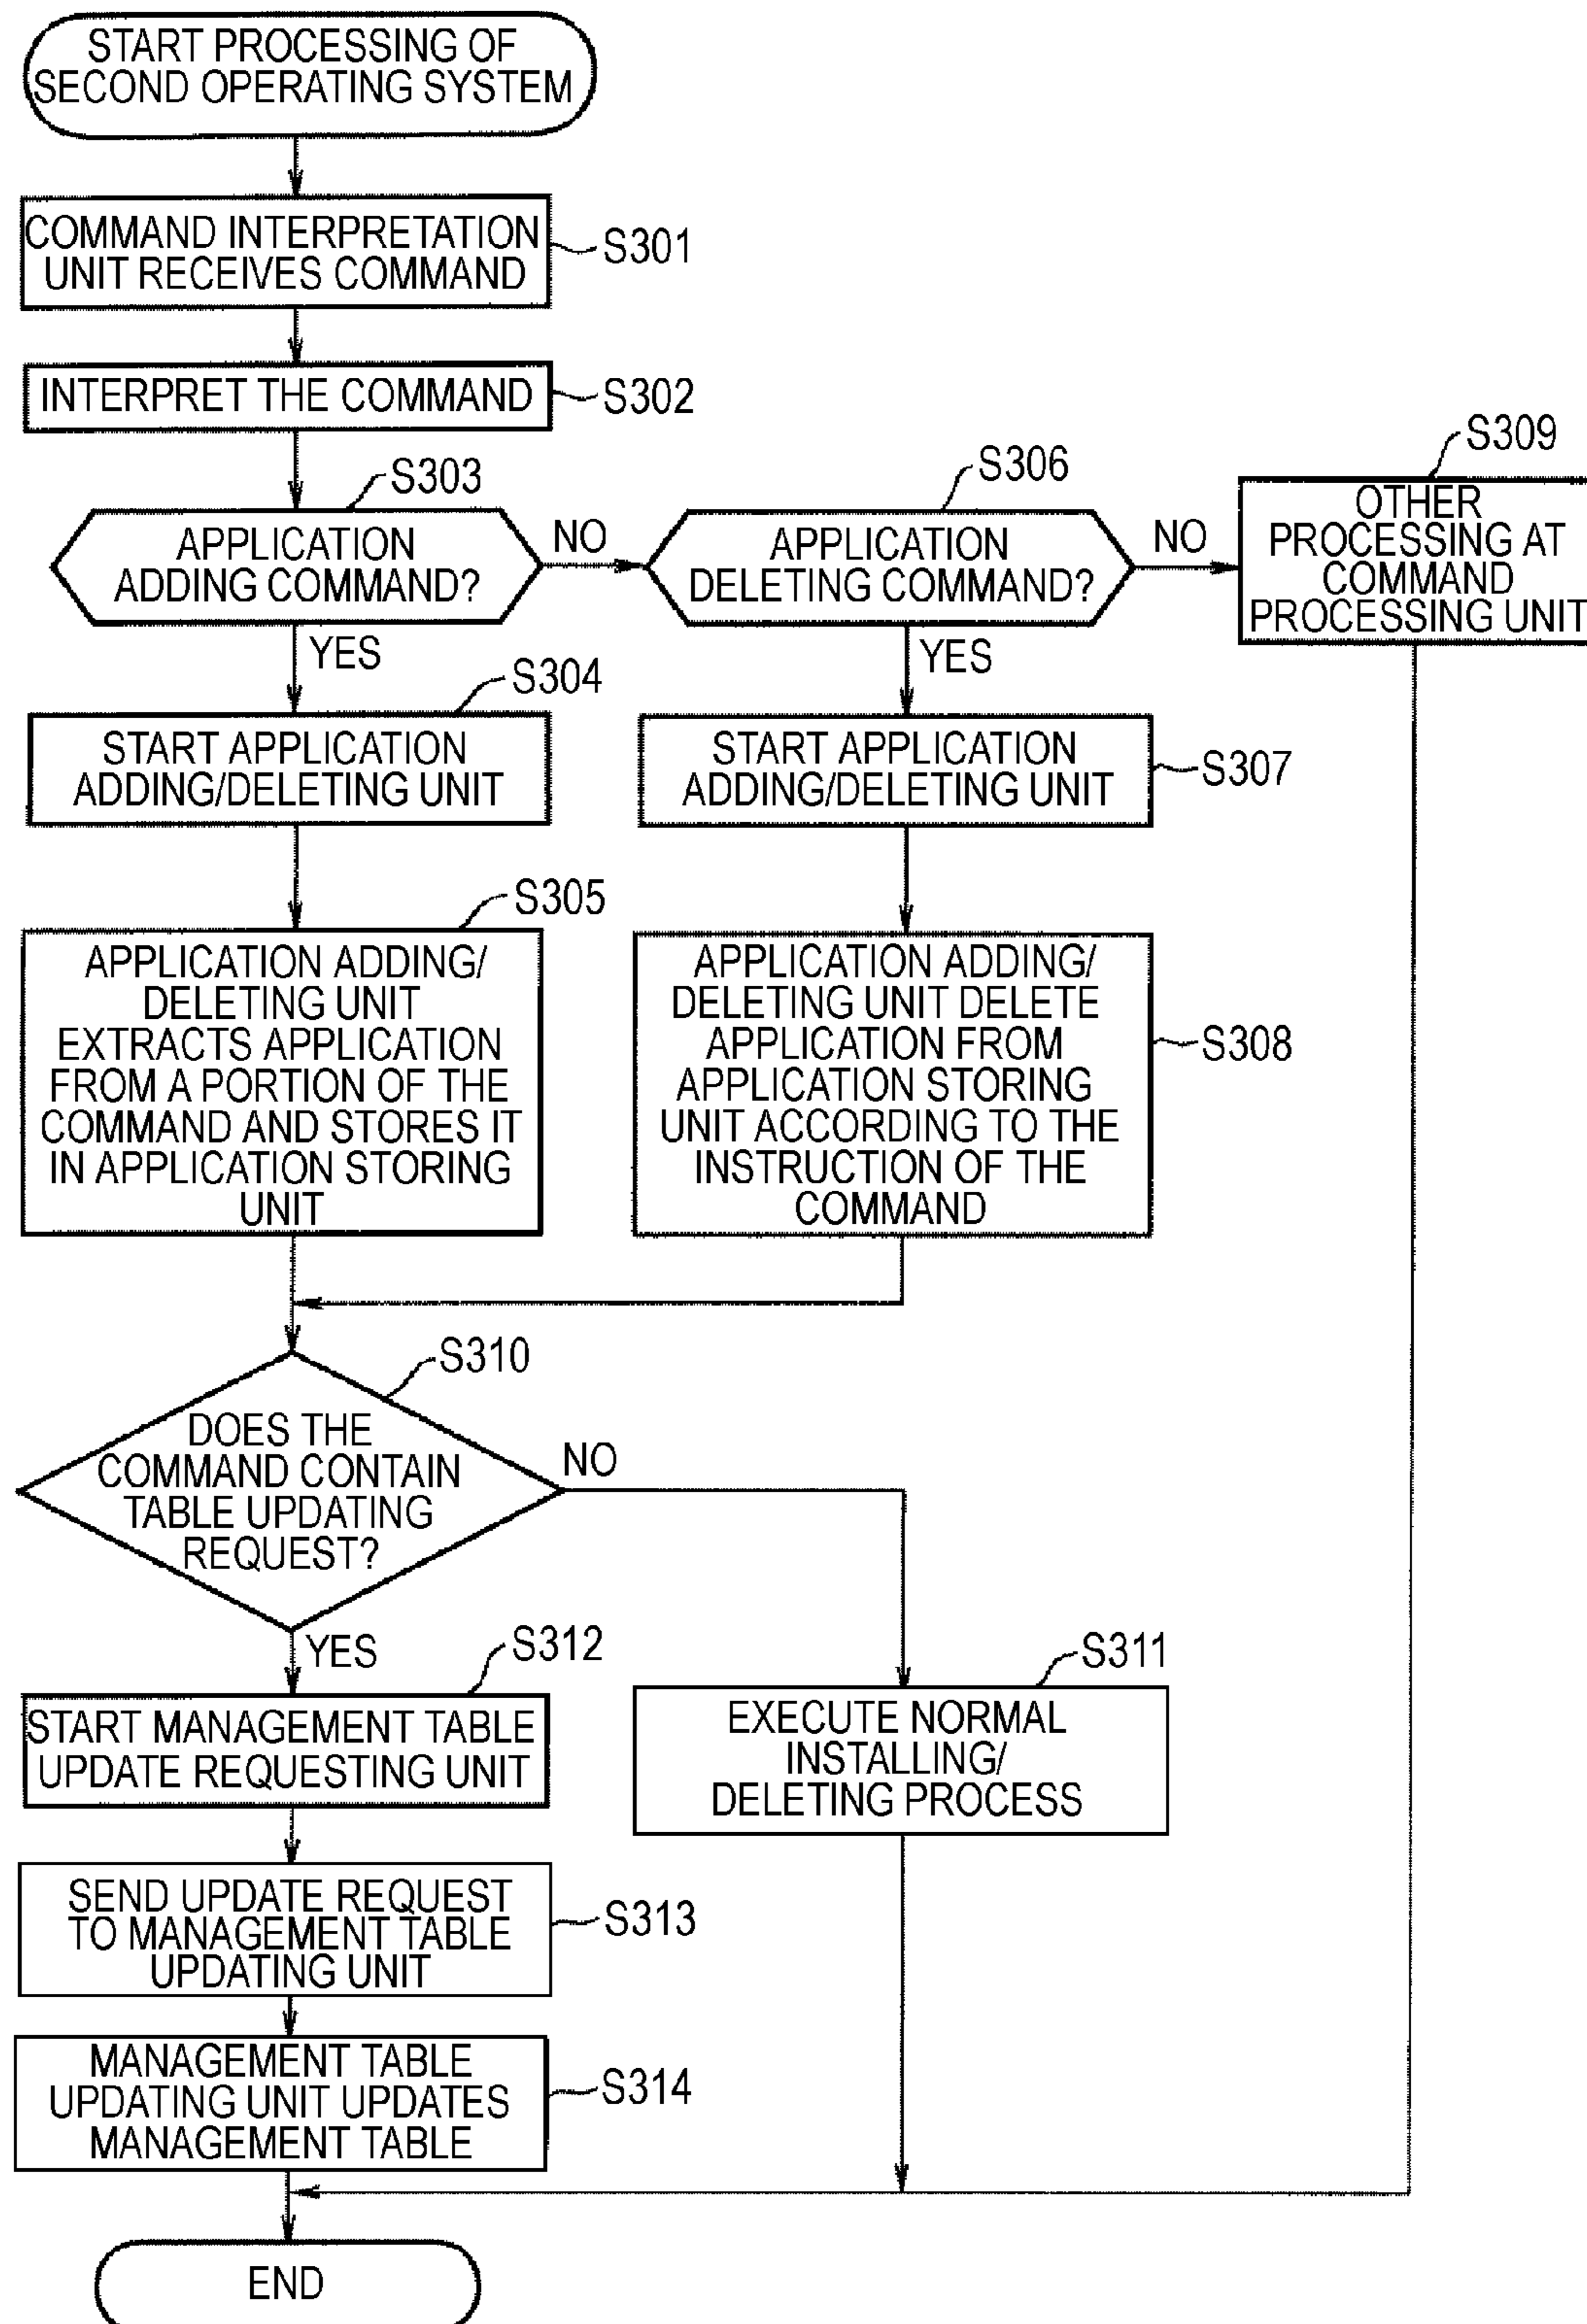 START PROCESSING OF
SECOND OPERATING SYSTEM
COMMAND INTERPRETATION
UNIT RECEIVES COMMAND
S301
INTERPRET THE COMMAND
S302
S303
APPLICATION
ADDING COMMAND?
NO
YES
S306
APPLICATION
DELETING COMMAND?
NO
YES
S309
OTHER
PROCESSING AT
COMMAND
PROCESSING UNIT
S304
START APPLICATION
ADDING/DELETING UNIT
START APPLICATION
ADDING/DELETING UNIT
S307
S305
APPLICATION ADDING/
DELETING UNIT
EXTRACTS APPLICATION
FROM A PORTION OF THE
COMMAND AND STORES IT
IN APPLICATION STORING
UNIT
APPLICATION ADDING/
DELETING UNIT DELETE
APPLICATION FROM
APPLICATION STORING
UNIT ACCORDING TO THE
INSTRUCTION OF THE
COMMAND
S308
S310
DOES THE
COMMAND CONTAIN
TABLE UPDATING
REQUEST?
NO
YES
S312
START MANAGEMENT TABLE
UPDATE REQUESTING UNIT
S311
EXECUTE NORMAL
INSTALLING/
DELETING PROCESS
SEND UPDATE REQUEST
TO MANAGEMENT TABLE
UPDATING UNIT
S313
MANAGEMENT TABLE
UPDATING UNIT UPDATES
MANAGEMENT TABLE
S314
END